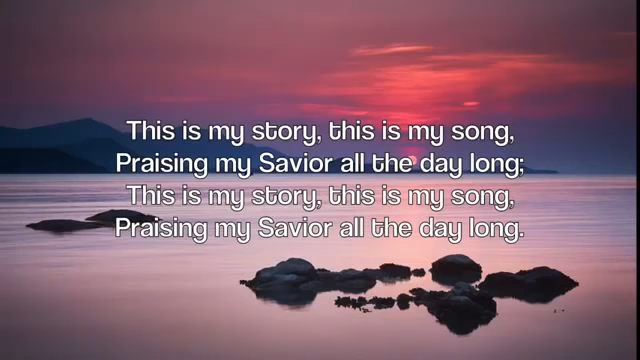 This is my story, this is my song,
Praising my Savior all the day long;
This is my story, this is my song,
Praising my Savior all the day long.